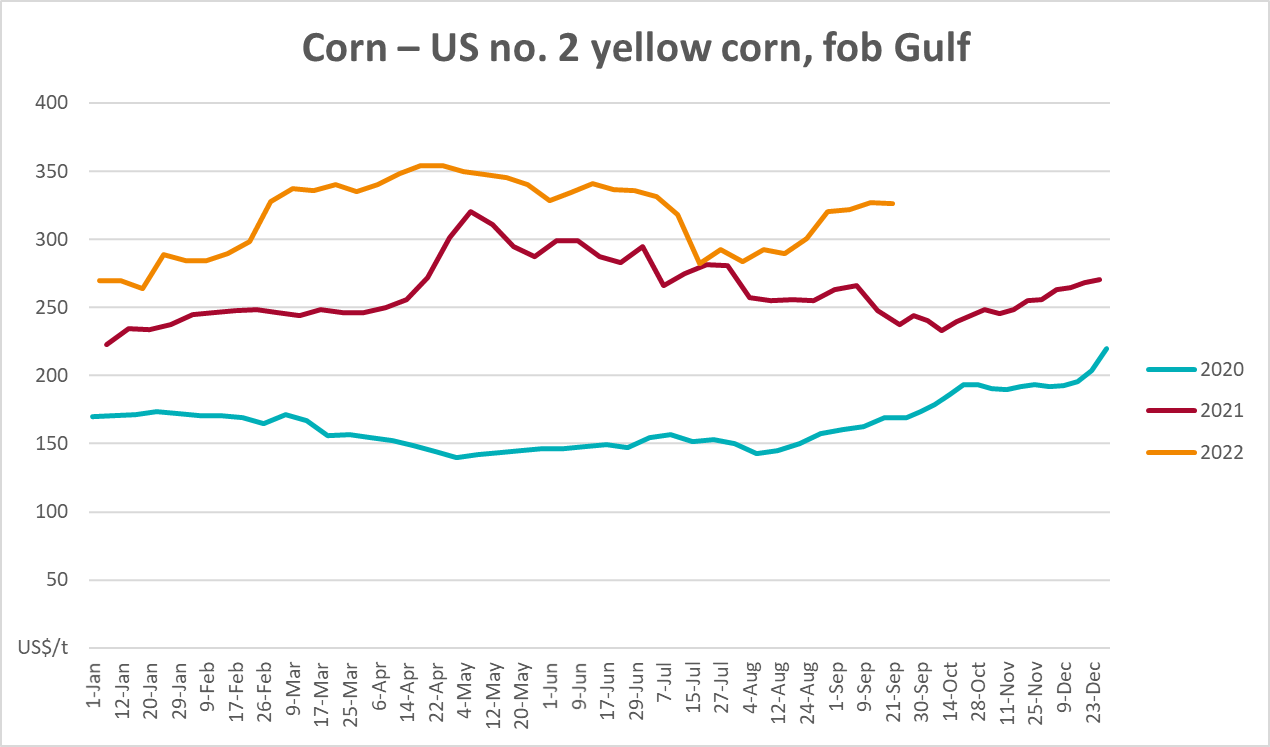 Corn – US no. 2 yellow corn, fob Gulf
400
350
300
250
200
150
100
50
US$/t
2020
2021
2022
1-Jan
12-Jan
20-Jan
29-Jan
9-Feb
17-Feb
26-Feb
9-Mar
17-Mar
25-Mar
6-Apr
14-Apr
22-Apr
4-May
12-May
20-May
1-Jun
9-Jun
17-Jun
29-Jun
7-Jul
15-Jul
27-Jul
4-Aug
12-Aug
24-Aug
1-Sep
9-Sep
21-Sep
30-Sep
14-Oct
28-Oct
11-Nov
25-Nov
9-Dec
23-Dec